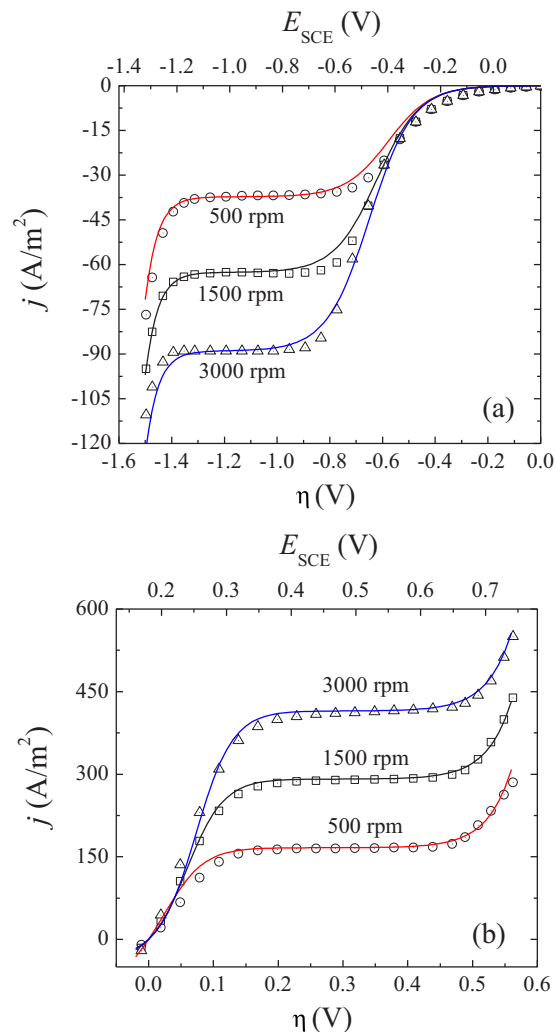 E_SCE (V)
-1.4 -1.2 -1.0 -0.8 -0.6 -0.4 -0.2 0.0
0
-15
-30
-45
-60
-75
-90
-105
-120
j (A/m²)
500 rpm
1500 rpm
3000 rpm
(a)
-1.6 -1.4 -1.2 -1.0 -0.8 -0.6 -0.4 -0.2 0.0
η (V)
E_SCE (V)
0.2 0.3 0.4 0.5 0.6 0.7
600
450
300
150
0
j (A/m²)
3000 rpm
1500 rpm
500 rpm
(b)
0.0 0.1 0.2 0.3 0.4 0.5 0.6
η (V)